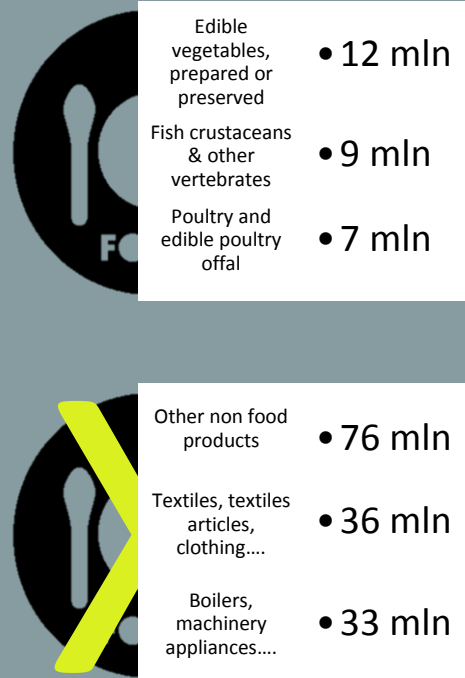 Edible
vegetables,
prepared or
preserved
• 12 mln
Fish crustaceans
& other
vertebrates
• 9 mln
Poultry and
edible poultry
offal
• 7 mln
Other non food
products
• 76 mln
Textiles, textiles
articles,
clothing....
• 36 mln
Boilers,
machinery
appliances....
• 33 mln